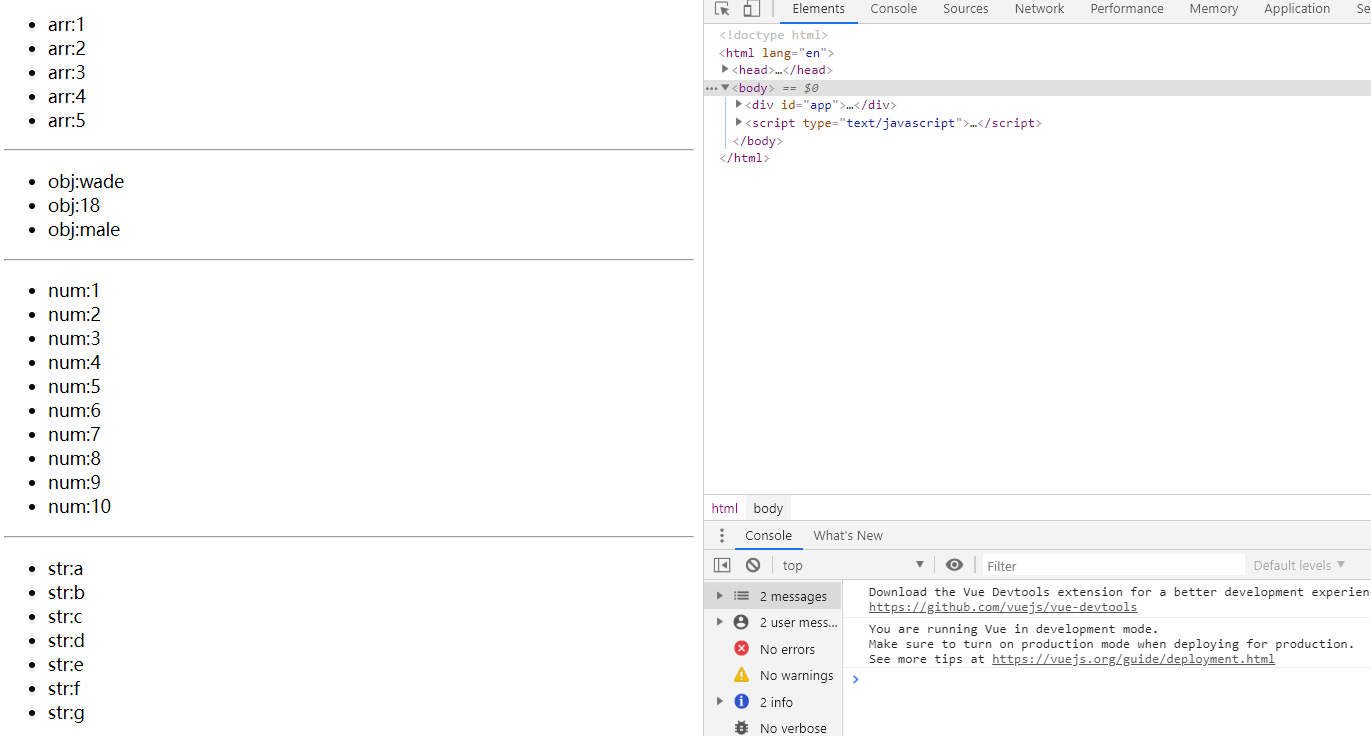 arr:1
arr:2
arr:3
arr:4
arr:5
obj:wade
obj:18
obj:male
num:1
num:2
num:3
num:4
num:5
num:6
num:7
num:8
num:9
num:10
str:a
str:b
str:c
str:d
str:e
str:f
str:g
Elements Console Sources Network Performance Memory Application Se
<!doctype html>
<html lang="en">
<head>…</head>
<body> == $0
<div id="app">…</div>
<script type="text/javascript">…</script>
</body>
</html>
html body
Console What's New
top Filter Default levels
2 messages
2 user mess...
No errors
No warnings
2 info
No verbose
Download the Vue Devtools extension for a better development experien
https://github.com/vuejs/vue-devtools
You are running Vue in development mode.
Make sure to turn on production mode when deploying for production.
See more tips at https://vuejs.org/guide/deployment.html